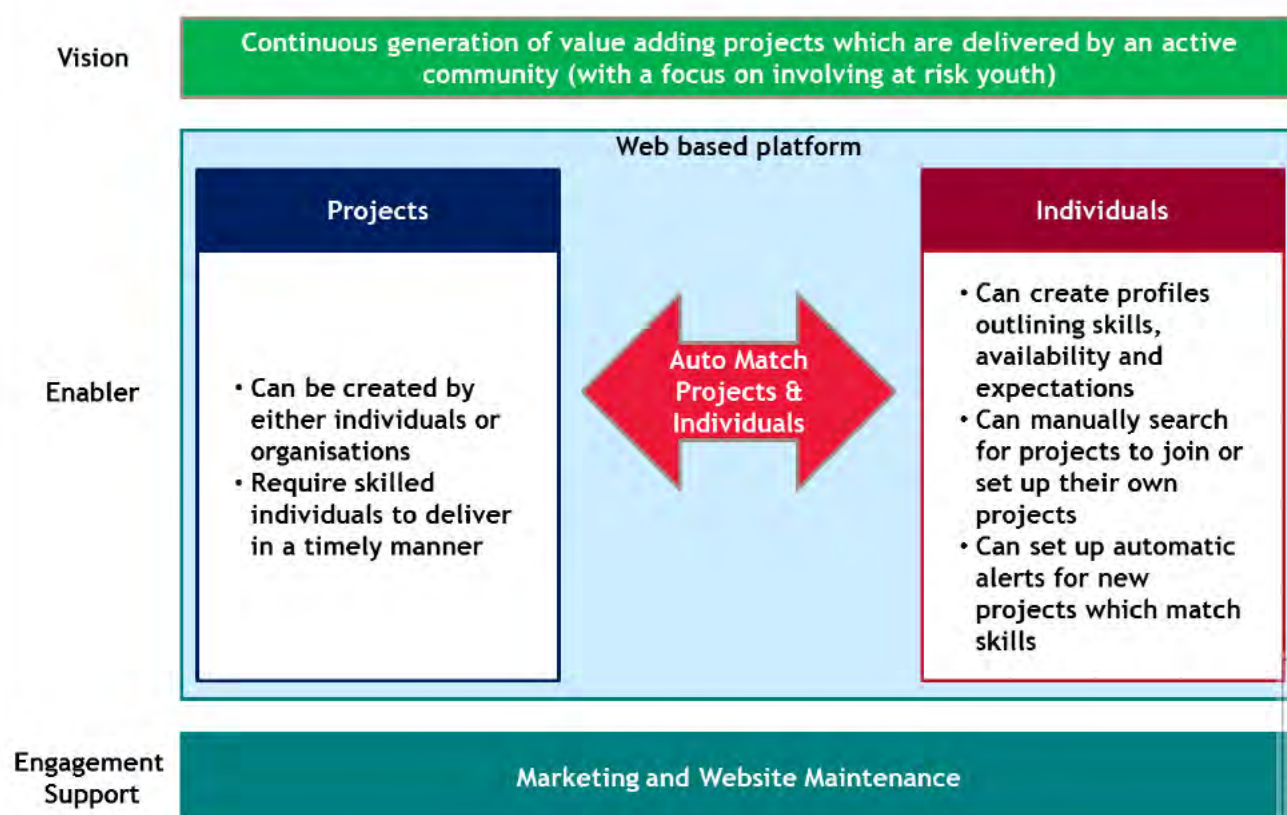 Vision
Continuous generation of value adding projects which are delivered by an active
community (with a focus on involving at risk youth)
Enabler
Web based platform
Projects
• Can be created by
either individuals or
organisations
• Require skilled
individuals to deliver
in a timely manner
Auto Match
Projects &
Individuals
Individuals
• Can create profiles
outlining skills,
availability and
expectations
• Can manually search
for projects to join or
set up their own
projects
• Can set up automatic
alerts for new
projects which match
skills
Engagement
Support
Marketing and Website Maintenance